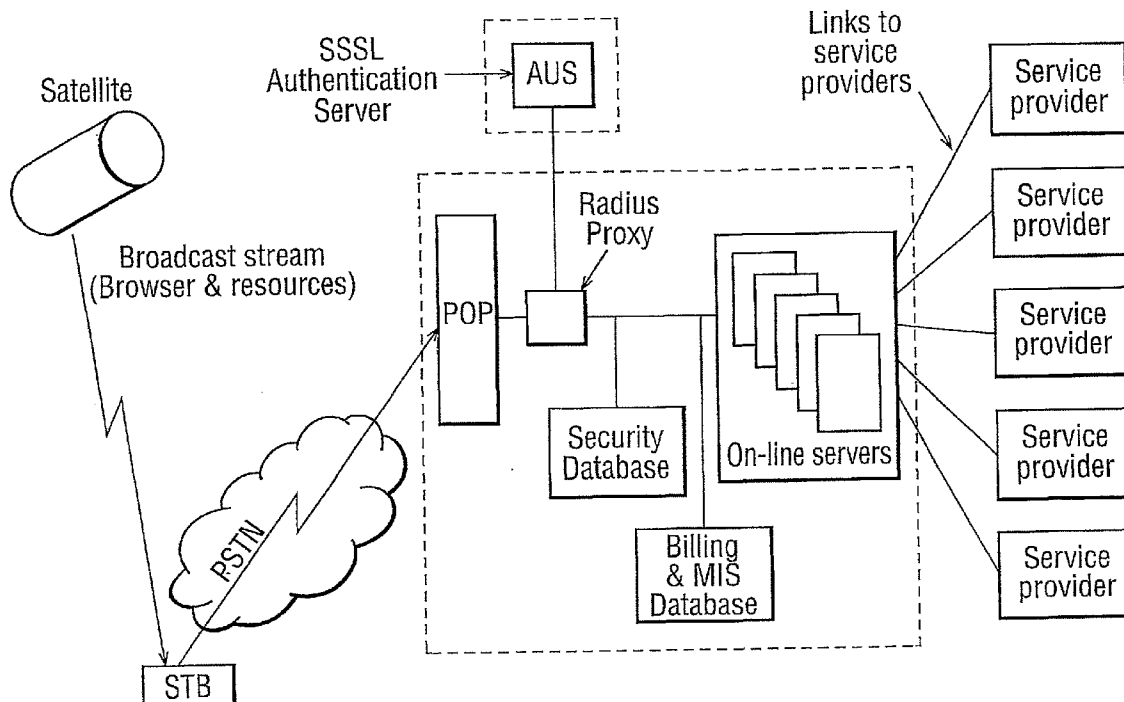 Satellite
SSSL
Authentication
Server
AUS
Links to
service
providers
Service
provider
Broadcast stream
(Browser & resources)
Radius
Proxy
Service
provider
POP
Service
provider
Security
Database
On-line servers
Service
provider
PSTN
Billing
& MIS
Database
Service
provider
STB